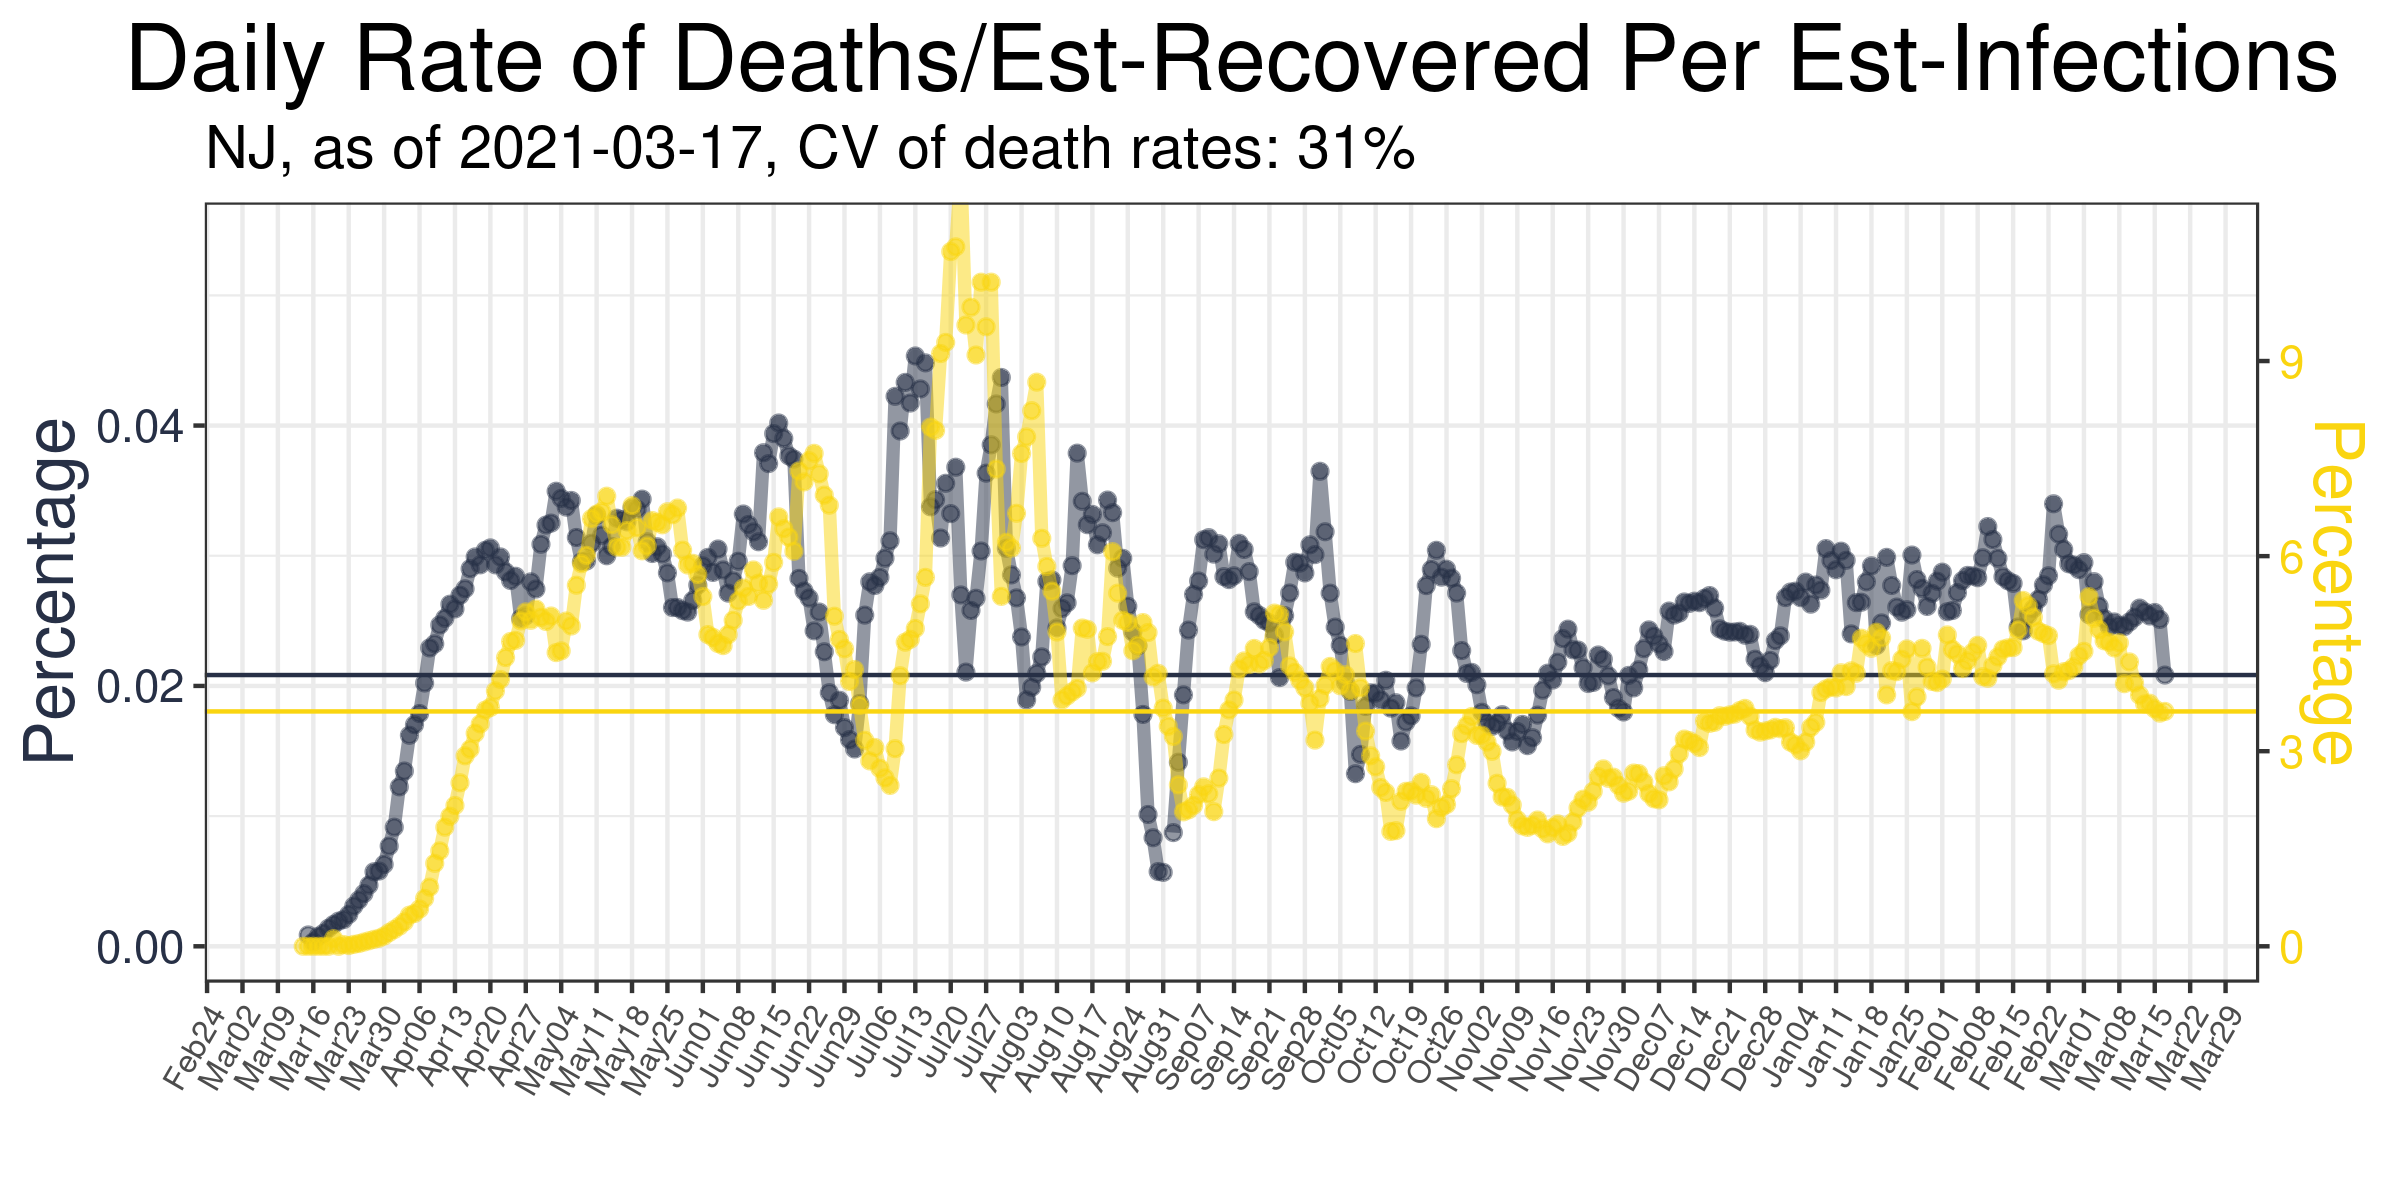 Daily Rate of Deaths/Est-Recovered Per Est-Infections
NJ, as of 2021-03-17, CV of death rates: 31%
Percentage
0.04
0.02
0.00
9
6
3
0
Percentage
Feb24
Mar02
Mar09
Mar16
Mar23
Mar30
Apr06
Apr13
Apr20
Apr27
May04
May11
May18
May25
Jun01
Jun08
Jun15
Jun22
Jun29
Jul06
Jul13
Jul20
Jul27
Aug03
Aug10
Aug17
Aug24
Aug31
Sep07
Sep14
Sep21
Sep28
Oct05
Oct12
Oct19
Oct26
Nov02
Nov09
Nov16
Nov23
Nov30
Dec07
Dec14
Dec21
Dec28
Jan04
Jan11
Jan18
Jan25
Feb01
Feb08
Feb15
Feb22
Mar01
Mar08
Mar15
Mar22
Mar29